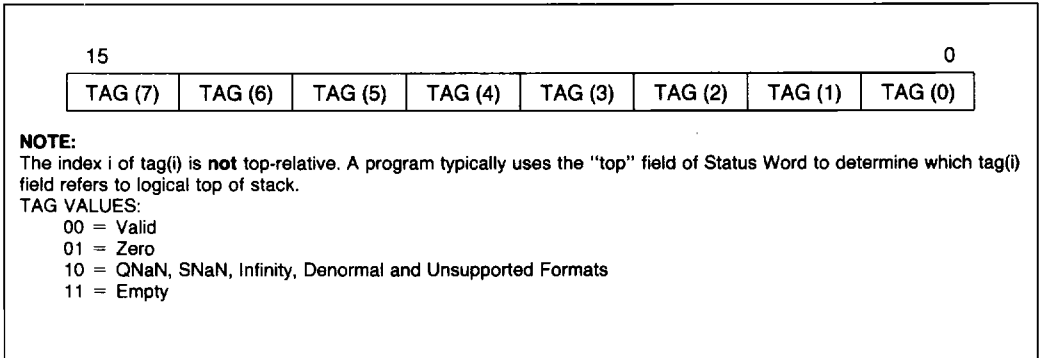 15 0
TAG (7) TAG (6) TAG (5) TAG (4) TAG (3) TAG (2) TAG (1) TAG (0)
NOTE:
The index i of tag(i) is not top-relative. A program typically uses the "top" field of Status Word to determine which tag(i)
field refers to logical top of stack.
TAG VALUES:
00 = Valid
01 = Zero
10 = QNaN, SNaN, Infinity, Denormal and Unsupported Formats
11 = Empty